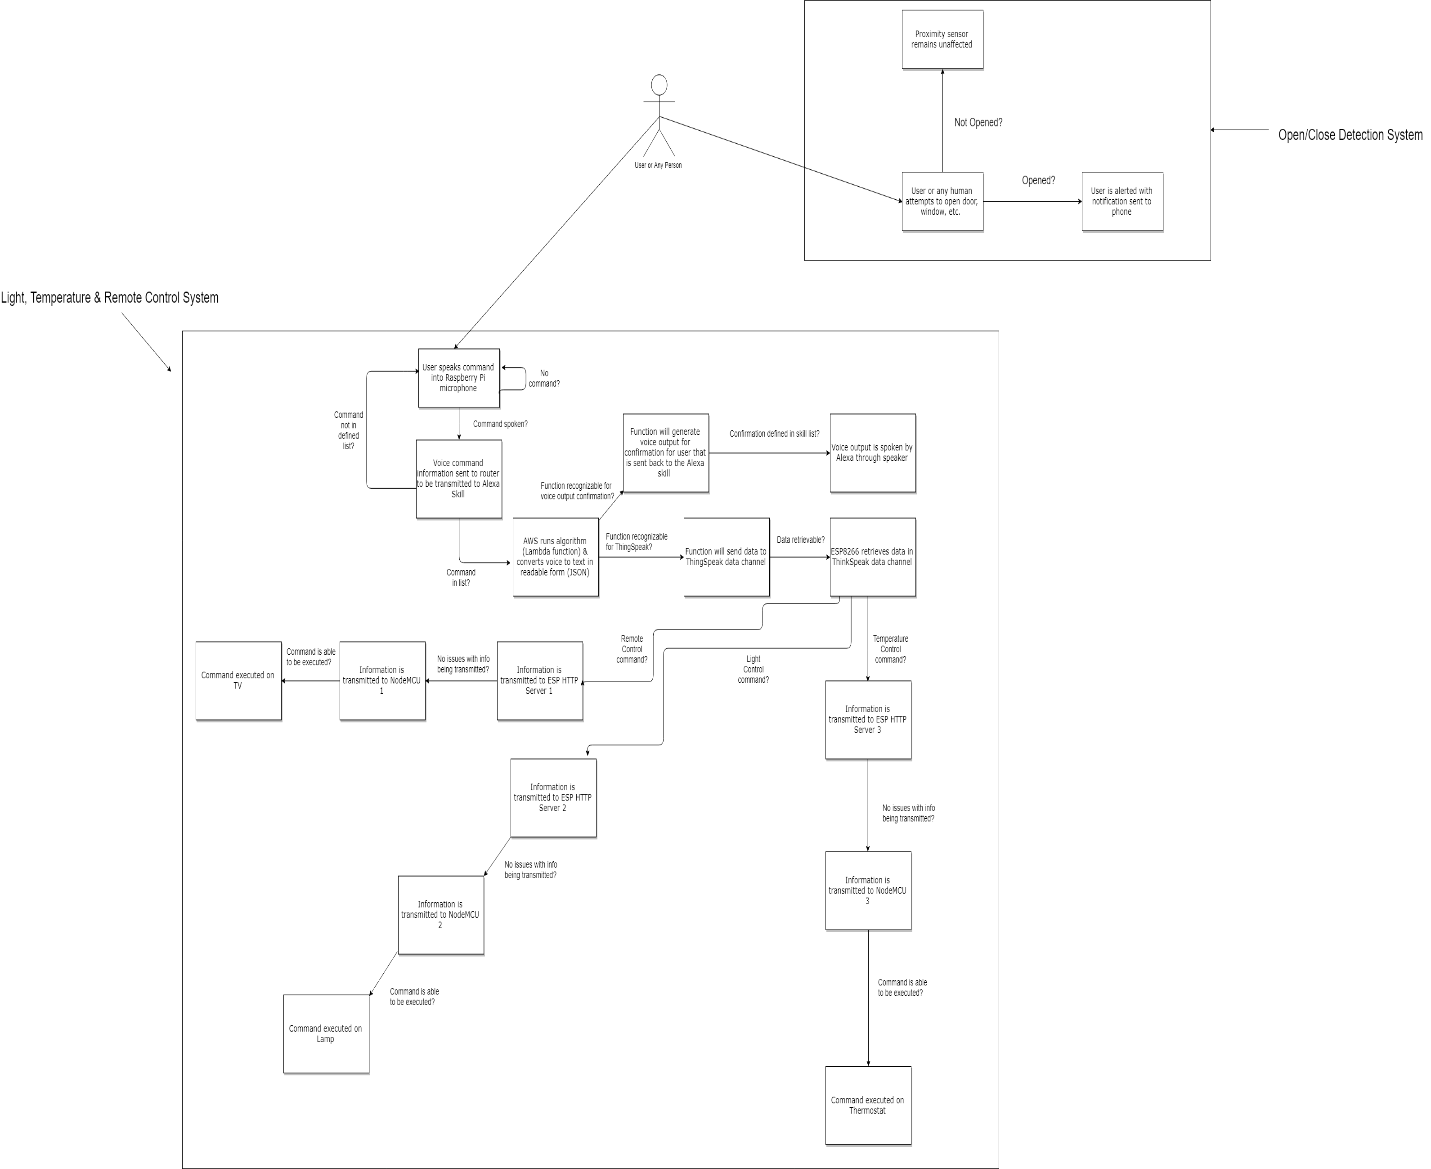 Proximity sensor
remains unaffected
Not Opened?
Open/Close Detection System
User or Any Person
Opened?
User or any human
attempts to open door,
window, etc.
User is alerted with
notification sent to
phone
Light, Temperature & Remote Control System
User speaks command
into Raspberry Pi
microphone
No
command?
Command
not in
defined
list?
Command spoken?
Voice command
information sent to router
to be transmitted to Alexa
Skill
Function will generate
voice output for
confirmation for user that
is sent back to the Alexa
skill
Confirmation defined in skill list?
Voice output is spoken by
Alexa through speaker
Function recognizable for
voice output confirmation?
AWS runs algorithm
(Lambda function) &
converts voice to text in
readable form (JSON)
Function recognizable
for ThingSpeak?
Function will send data to
ThingSpeak data channel
Data retrievable?
ESP8266 retrieves data in
ThinkSpeak data channel
Command
in list?
Remote
Control
command?
Light
Control
command?
Temperature
Control
command?
Command executed on
TV
Command is able
to be executed?
Information is
transmitted to NodeMCU
1
No issues with info
being transmitted?
Information is
transmitted to ESP HTTP
Server 1
Information is
transmitted to ESP HTTP
Server 3
Information is
transmitted to ESP HTTP
Server 2
No issues with info
being transmitted?
No issues with info
being transmitted?
Information is
transmitted to NodeMCU
2
Information is
transmitted to NodeMCU
3
Command is able
to be executed?
Command is able
to be executed?
Command executed on
Lamp
Command executed on
Thermostat